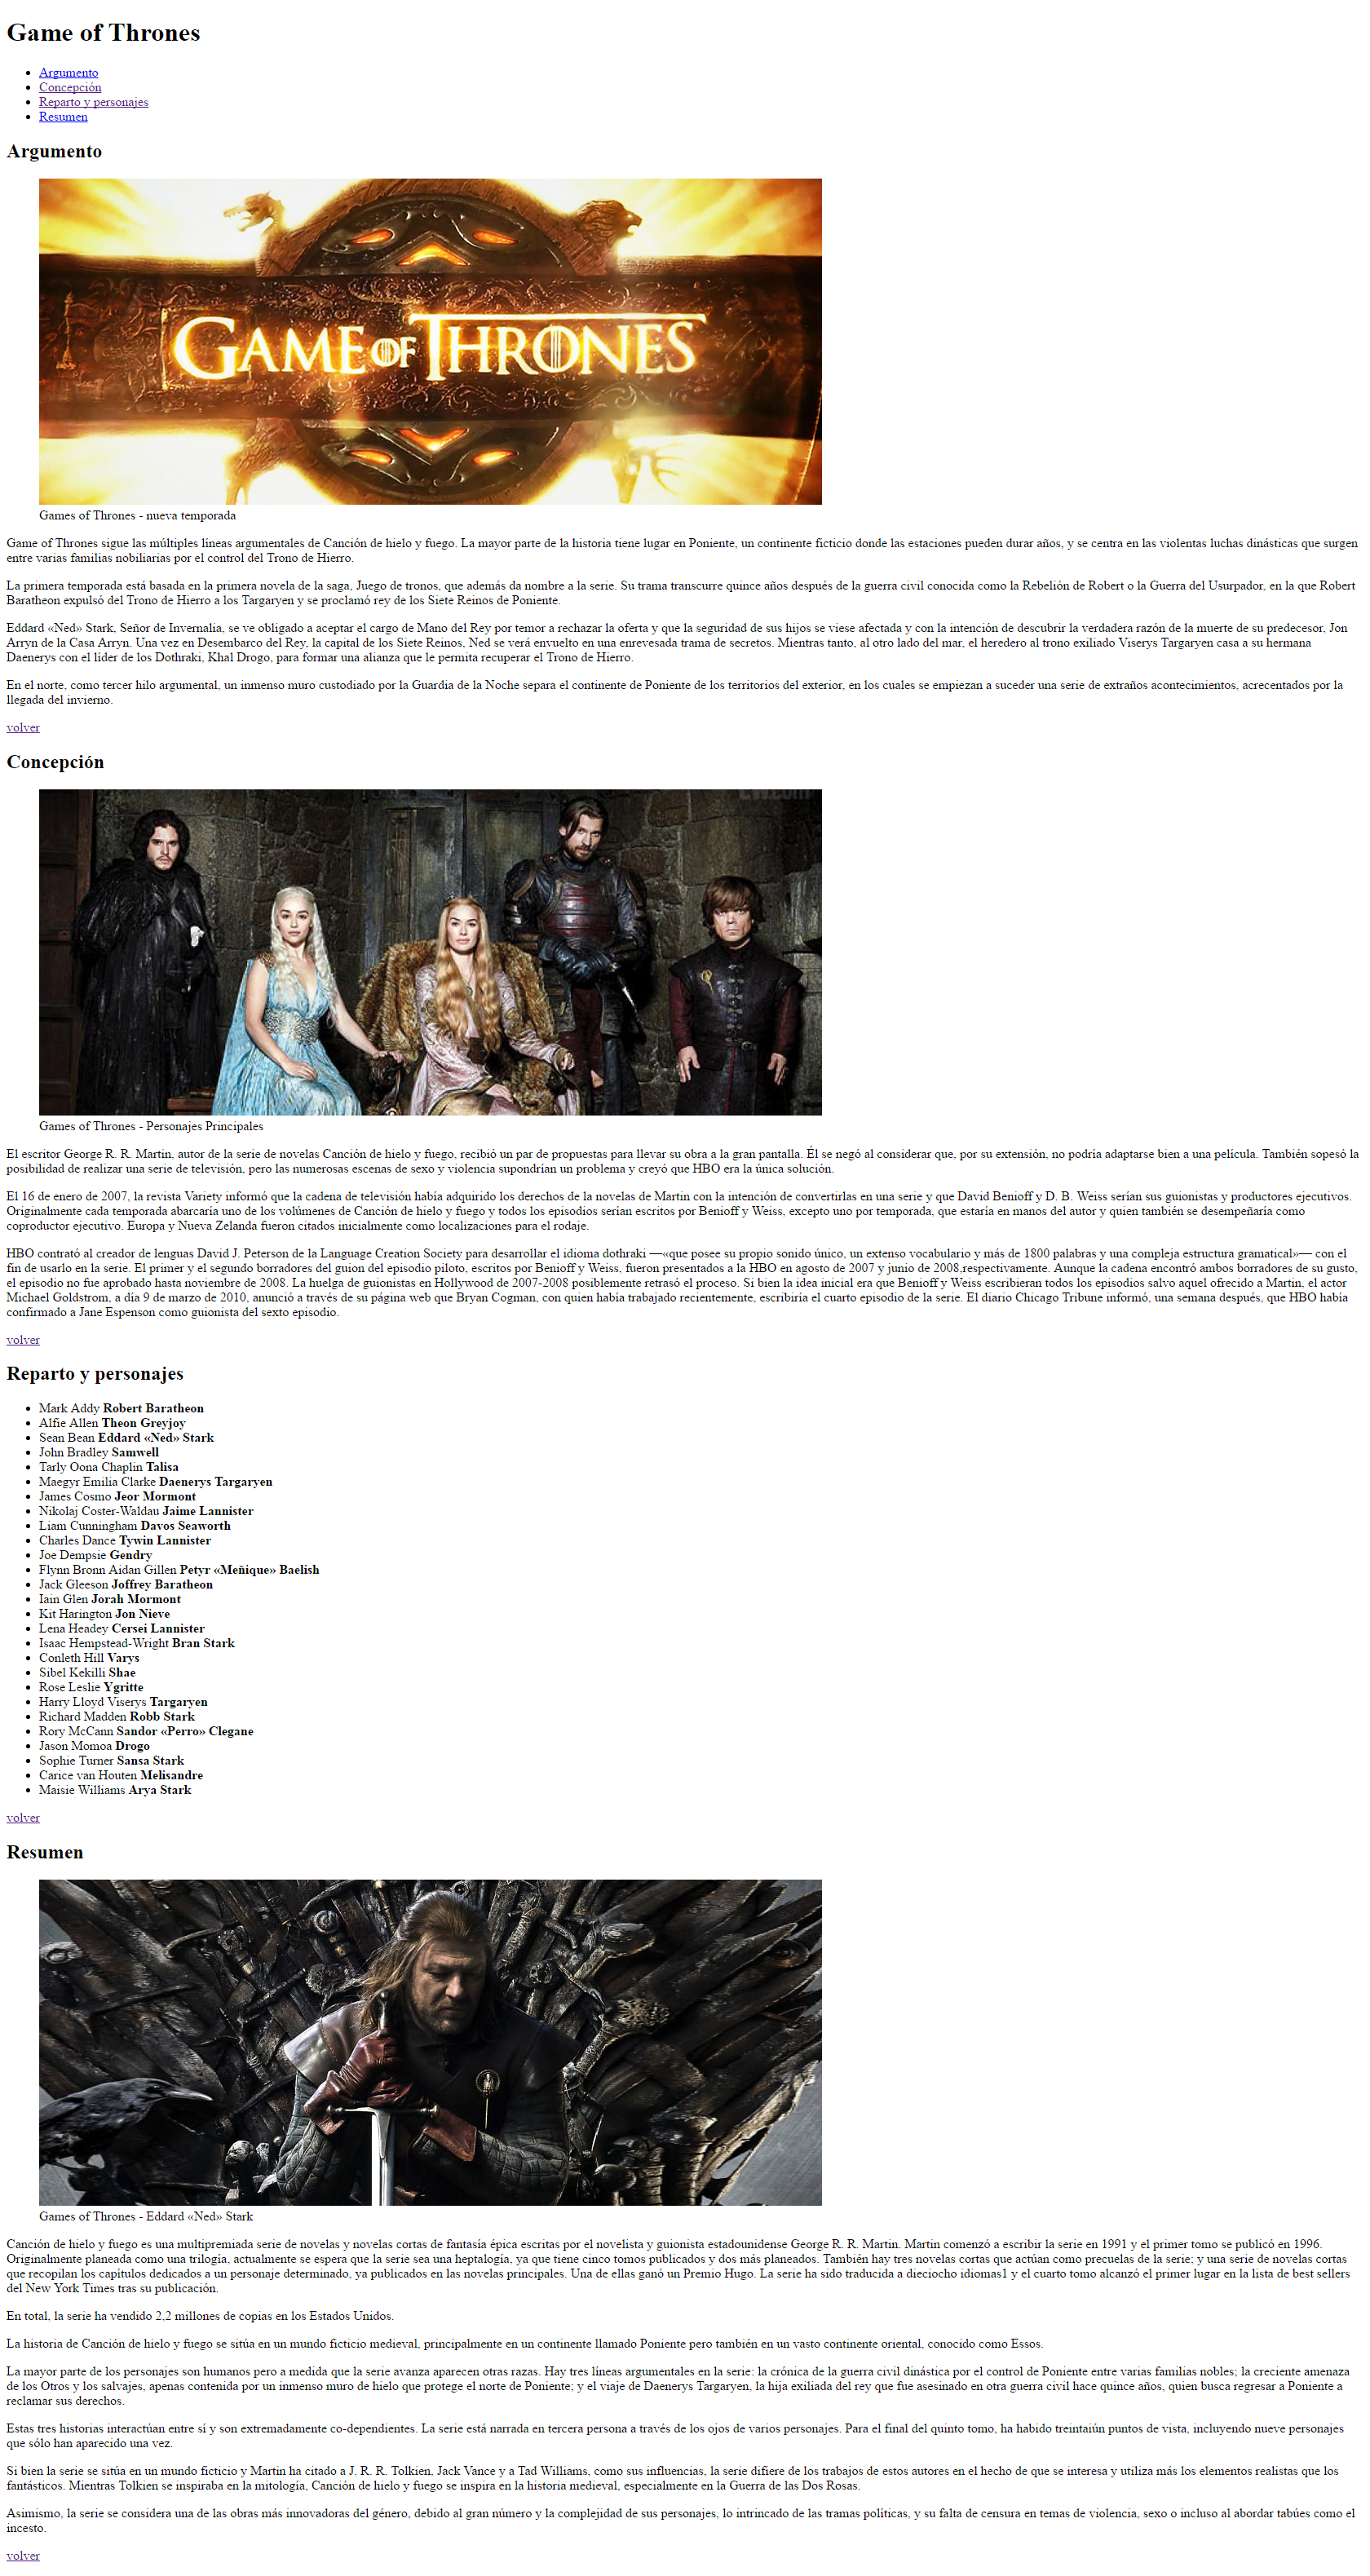 Game of Thrones
Argumento
Concepción
Reparto y personajes
Resumen
Argumento
GAME OF THRONES
Games of Thrones - nueva temporada
Game of Thrones sigue las múltiples líneas argumentales de Canción de hielo y fuego. La mayor parte de la historia tiene lugar en Poniente, un continente ficticio donde las estaciones pueden durar años, y se centra en las violentas luchas dinásticas que surgen
entre varias familias nobiliarias por el control del Trono de Hierro.
La primera temporada está basada en la primera novela de la saga, Juego de tronos, que además da nombre a la serie. Su trama transcurre quince años después de la guerra civil conocida como la Rebelión de Robert o la Guerra del Usurpador, en la que Robert
Baratheon expulsó del Trono de Hierro a los Targaryen y se proclamó rey de los Siete Reinos de Poniente.
Eddard «Ned» Stark, Señor de Invernalia, se ve obligado a aceptar el cargo de Mano del Rey por temor a rechazar la oferta y que la seguridad de sus hijos se viese afectada y con la intención de descubrir la verdadera razón de la muerte de su predecesor, Jon
Arryn de la Casa Arryn. Una vez en Desembarco del Rey, la capital de los Siete Reinos, Ned se verá envuelto en una enrevesada trama de secretos. Mientras tanto, al otro lado del mar, el heredero al trono exiliado Viserys Targaryen casa a su hermana
Daenerys con el líder de los Dothraki, Khal Drogo, para formar una alianza que le permita recuperar el Trono de Hierro.
En el norte, como tercer hilo argumental, un inmenso muro custodiado por la Guardia de la Noche separa el continente de Poniente de los territorios del exterior, en los cuales se empiezan a suceder una serie de extraños acontecimientos, acrecentados por la
llegada del invierno.
volver
Concepción
Games of Thrones - Personajes Principales
El escritor George R. R. Martin, autor de la serie de novelas Canción de hielo y fuego, recibió un par de propuestas para llevar su obra a la gran pantalla. Él se negó al considerar que, por su extensión, no podría adaptarse bien a una película. También sopesó la
posibilidad de realizar una serie de televisión, pero las numerosas escenas de sexo y violencia supondrían un problema y creyó que HBO era la única solución.
El 16 de enero de 2007, la revista Variety informó que la cadena de televisión había adquirido los derechos de la novelas de Martin con la intención de convertirlas en una serie y que David Benioff y D. B. Weiss serían sus guionistas y productores ejecutivos.
Originalmente cada temporada abarcaría uno de los volúmenes de Canción de hielo y fuego y todos los episodios serían escritos por Benioff y Weiss, excepto uno por temporada, que estaría en manos del autor y quien también se desempeñaría como
coproductor ejecutivo. Europa y Nueva Zelanda fueron citados inicialmente como localizaciones para el rodaje.
HBO contrató al creador de lenguas David J. Peterson de la Language Creation Society para desarrollar el idioma dothraki —«que posee su propio sonido único, un extenso vocabulario y más de 1800 palabras y una compleja estructura gramatical»— con el
fin de usarlo en la serie. El primer y el segundo borradores del guion del episodio piloto, escritos por Benioff y Weiss, fueron presentados a la HBO en agosto de 2007 y junio de 2008,respectivamente. Aunque la cadena encontró ambos borradores de su gusto,
el episodio no fue aprobado hasta noviembre de 2008. La huelga de guionistas en Hollywood de 2007-2008 posiblemente retrasó el proceso. Si bien la idea inicial era que Benioff y Weiss escribieran todos los episodios salvo aquel ofrecido a Martin, el actor
Michael Goldstrom, a día 9 de marzo de 2010, anunció a través de su página web que Bryan Cogman, con quien había trabajado recientemente, escribiría el cuarto episodio de la serie. El diario Chicago Tribune informó, una semana después, que HBO había
confirmado a Jane Espenson como guionista del sexto episodio.
volver
Reparto y personajes
Mark Addy Robert Baratheon
Alfie Allen Theon Greyjoy
Sean Bean Eddard «Ned» Stark
John Bradley Samwell
Tarly Oona Chaplin Talisa
Maegyr Emilia Clarke Daenerys Targaryen
James Cosmo Jeor Mormont
Nikolaj Coster-Waldau Jaime Lannister
Liam Cunningham Davos Seaworth
Charles Dance Tywin Lannister
Joe Dempsie Gendry
Flynn Bronn Aidan Gillen Petyr «Meñique» Baelish
Jack Gleeson Joffrey Baratheon
Iain Glen Jorah Mormont
Kit Harington Jon Nieve
Lena Headey Cersei Lannister
Isaac Hempstead-Wright Bran Stark
Conleth Hill Varys
Sibel Kekilli Shae
Rose Leslie Ygritte
Harry Lloyd Viserys Targaryen
Richard Madden Robb Stark
Rory McCann Sandor «Perro» Clegane
Jason Momoa Drogo
Sophie Turner Sansa Stark
Carice van Houten Melisandre
Maisie Williams Arya Stark
volver
Resumen
Games of Thrones - Eddard «Ned» Stark
Canción de hielo y fuego es una multipremiada serie de novelas y novelas cortas de fantasía épica escritas por el novelista y guionista estadounidense George R. R. Martin. Martin comenzó a escribir la serie en 1991 y el primer tomo se publicó en 1996.
Originalmente planeada como una trilogía, actualmente se espera que la serie sea una heptalogía, ya que tiene cinco tomos publicados y dos más planeados. También hay tres novelas cortas que actúan como precuelas de la serie; y una serie de novelas cortas
que recopilan los capítulos dedicados a un personaje determinado, ya publicados en las novelas principales. Una de ellas ganó un Premio Hugo. La serie ha sido traducida a dieciocho idiomas1 y el cuarto tomo alcanzó el primer lugar en la lista de best sellers
del New York Times tras su publicación.
En total, la serie ha vendido 2,2 millones de copias en los Estados Unidos.
La historia de Canción de hielo y fuego se sitúa en un mundo ficticio medieval, principalmente en un continente llamado Poniente pero también en un vasto continente oriental, conocido como Essos.
La mayor parte de los personajes son humanos pero a medida que la serie avanza aparecen otras razas. Hay tres líneas argumentales en la serie: la crónica de la guerra civil dinástica por el control de Poniente entre varias familias nobles; la creciente amenaza
de los Otros y los salvajes, apenas contenida por un inmenso muro de hielo que protege el norte de Poniente; y el viaje de Daenerys Targaryen, la hija exiliada del rey que fue asesinado en otra guerra civil hace quince años, quien busca regresar a Poniente a
reclamar sus derechos.
Estas tres historias interactúan entre sí y son extremadamente co-dependientes. La serie está narrada en tercera persona a través de los ojos de varios personajes. Para el final del quinto tomo, ha habido treintaiún puntos de vista, incluyendo nueve personajes
que sólo han aparecido una vez.
Si bien la serie se sitúa en un mundo ficticio y Martin ha citado a J. R. R. Tolkien, Jack Vance y a Tad Williams, como sus influencias, la serie difiere de los trabajos de estos autores en el hecho de que se interesa y utiliza más los elementos realistas que los
fantásticos. Mientras Tolkien se inspiraba en la mitología, Canción de hielo y fuego se inspira en la historia medieval, especialmente en la Guerra de las Dos Rosas.
Asimismo, la serie se considera una de las obras más innovadoras del género, debido al gran número y la complejidad de sus personajes, lo intrincado de las tramas políticas, y su falta de censura en temas de violencia, sexo o incluso al abordar tabúes como el
incesto.
volver